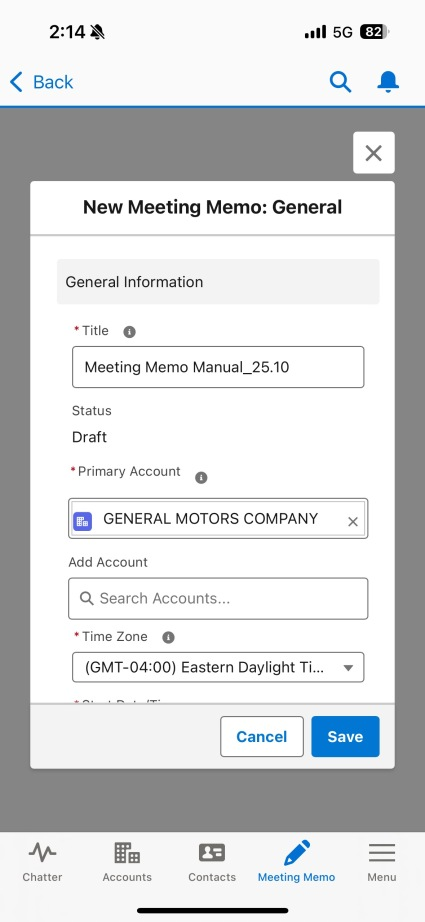 2:14 5G 82
Back
New Meeting Memo: General
General Information
* Title
Meeting Memo Manual_25.10
Status
Draft
* Primary Account
GENERAL MOTORS COMPANY
Add Account
Search Accounts...
* Time Zone
(GMT-04:00) Eastern Daylight Ti...
Cancel Save
Chatter Accounts Contacts Meeting Memo Menu